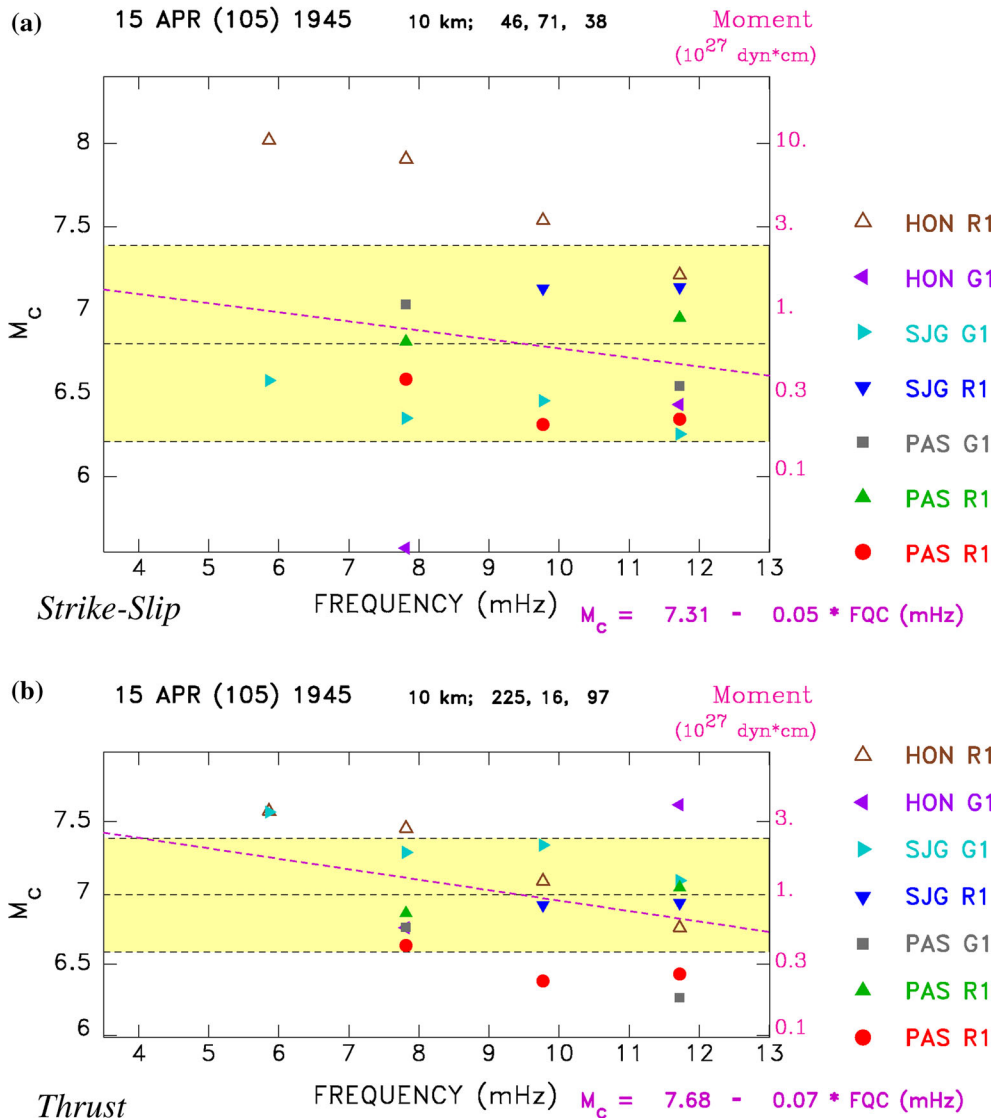 (a) 15 APR (105) 1945 10 km; 46, 71, 38 Moment
(10^27 dyn*cm)
M_c
8
7.5
7
6.5
6
10.
3.
1.
0.3
0.1
4 5 6 7 8 9 10 11 12 13
Strike-Slip FREQUENCY (mHz) M_c = 7.31 - 0.05 * FQC (mHz)
HON R1
HON G1
SJG G1
SJG R1
PAS G1
PAS R1
PAS R1
(b) 15 APR (105) 1945 10 km; 225, 16, 97 Moment
(10^27 dyn*cm)
M_c
7.5
7
6.5
6
3.
1.
0.3
0.1
4 5 6 7 8 9 10 11 12 13
Thrust FREQUENCY (mHz) M_c = 7.68 - 0.07 * FQC (mHz)
HON R1
HON G1
SJG G1
SJG R1
PAS G1
PAS R1
PAS R1